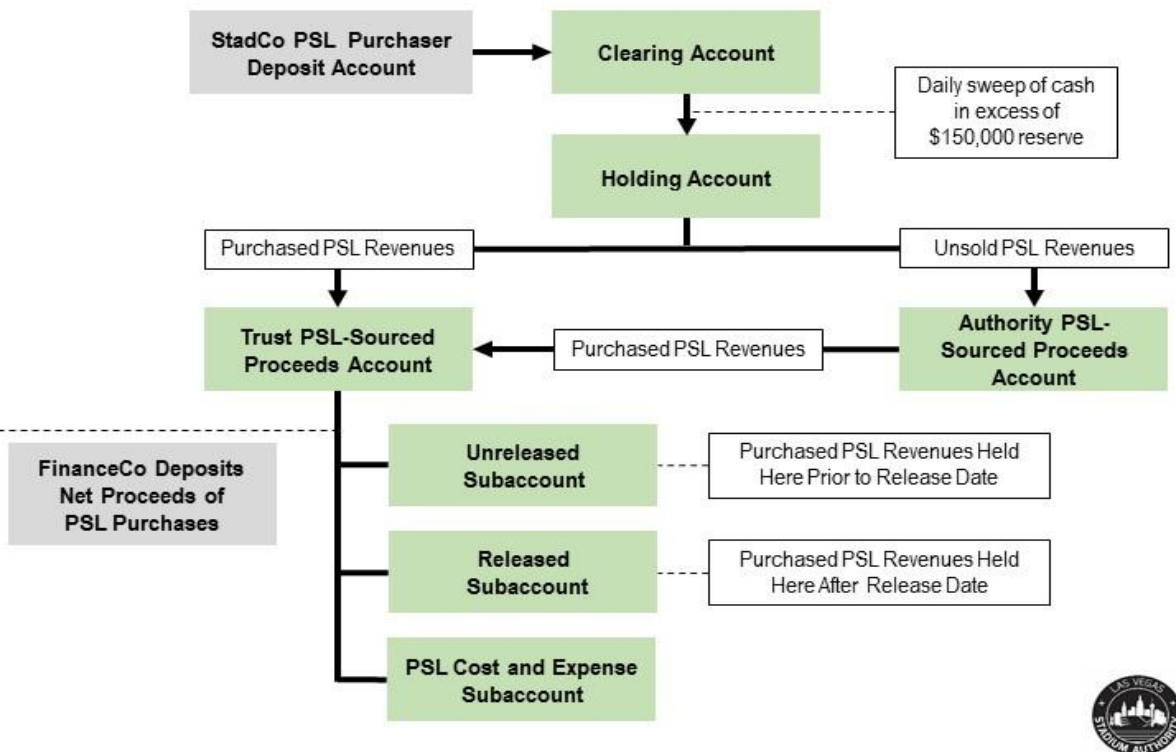 StadCo PSL Purchaser
Deposit Account
Clearing Account
Daily sweep of cash
in excess of
$150,000 reserve
Holding Account
Purchased PSL Revenues
Unsold PSL Revenues
Trust PSL-Sourced
Proceeds Account
Purchased PSL Revenues
Authority PSL-
Sourced Proceeds
Account
FinanceCo Deposits
Net Proceeds of
PSL Purchases
Unreleased
Subaccount
Purchased PSL Revenues Held
Here Prior to Release Date
Released
Subaccount
Purchased PSL Revenues Held
Here After Release Date
PSL Cost and Expense
Subaccount
LAS VEGAS
STADIUM AUTHORITY